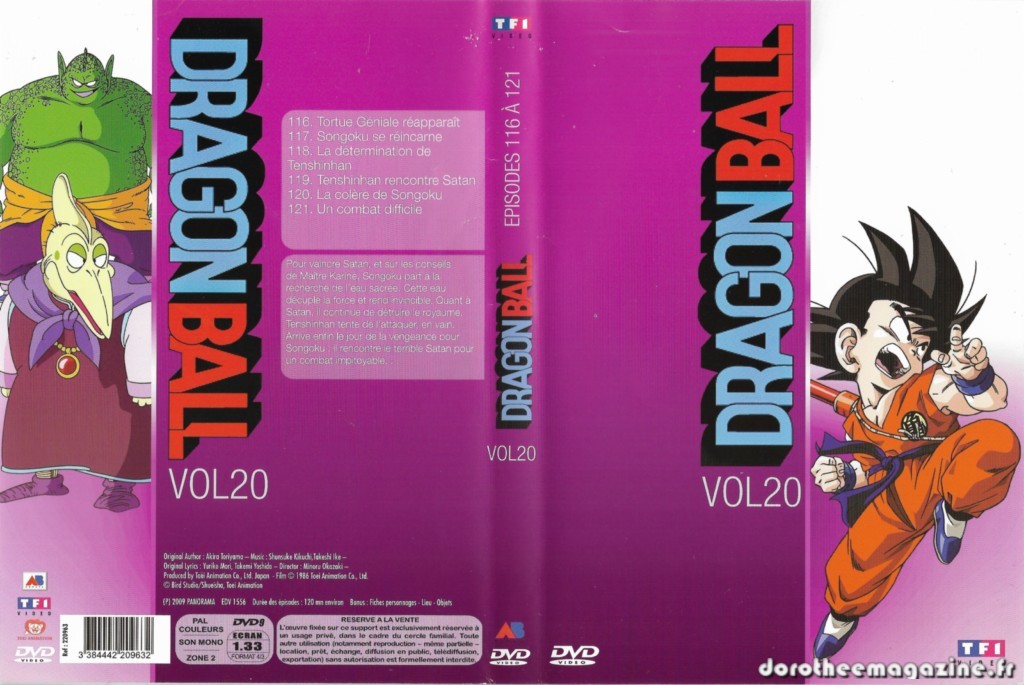 DRAGON BALL
VOL20
116. Tortue Géniale réapparaît
117. Songoku se réincarne
118. La détermination de
Tenshinhan
119. Tenshinhan rencontre Satan
120. La colère de Songoku
121. Un combat difficile
Pour vaincre Satan, et sur les conseils
de Maître Karine, Songoku part à la
recherche de l'eau sacrée. Cette eau
décuple la force et rend invincible. Quant à
Satan, il continue de détruire le royaume.
Tenshinhan tente de l'attaquer, en vain.
Arrive enfin le jour de la vengeance pour
Songoku : il rencontre le terrible Satan pour
un combat impitoyable...
Original Author : Akira Toriyama – Music : Shunsuke Kikuchi,Takeshi Ike –
Original Lyrics : Yuriko Mori, Takemi Yoshida – Director : Minoru Okazaki –
Produced by Toei Animation Co., Ltd. Japan - Film © 1986 Toei Animation Co., Ltd.
© Bird Studio/Shueisha, Toei Animation
(P) 2009 PANORAMA EDV 1556 Durée des épisodes : 120 mn environ Bonus : Fiches personnages - Lieu - Objets
AB
TF1
VIDEO
DVD
VIDEO
Ref : 220963
3 384442 209632
PAL
COULEURS
SON MONO
ZONE 2
DVD9
ECRAN
1.33
FORMAT 4/3
RESERVE A LA VENTE
L'œuvre fixée sur ce support est exclusivement réservée à
un usage privé, dans le cadre du cercle familial. Toute
autre utilisation (notamment reproduction – même partielle –
location, prêt, échange, diffusion en public, télédiffusion,
exportation) sans autorisation est formellement interdite.
TF1
VIDEO
EPISODES 116 À 121
DRAGON BALL
VOL20
AB
DVD
VIDEO
DRAGON BALL
VOL20
DVD
VIDEO
TF1
VIDEO
dorotheemagazine.fr